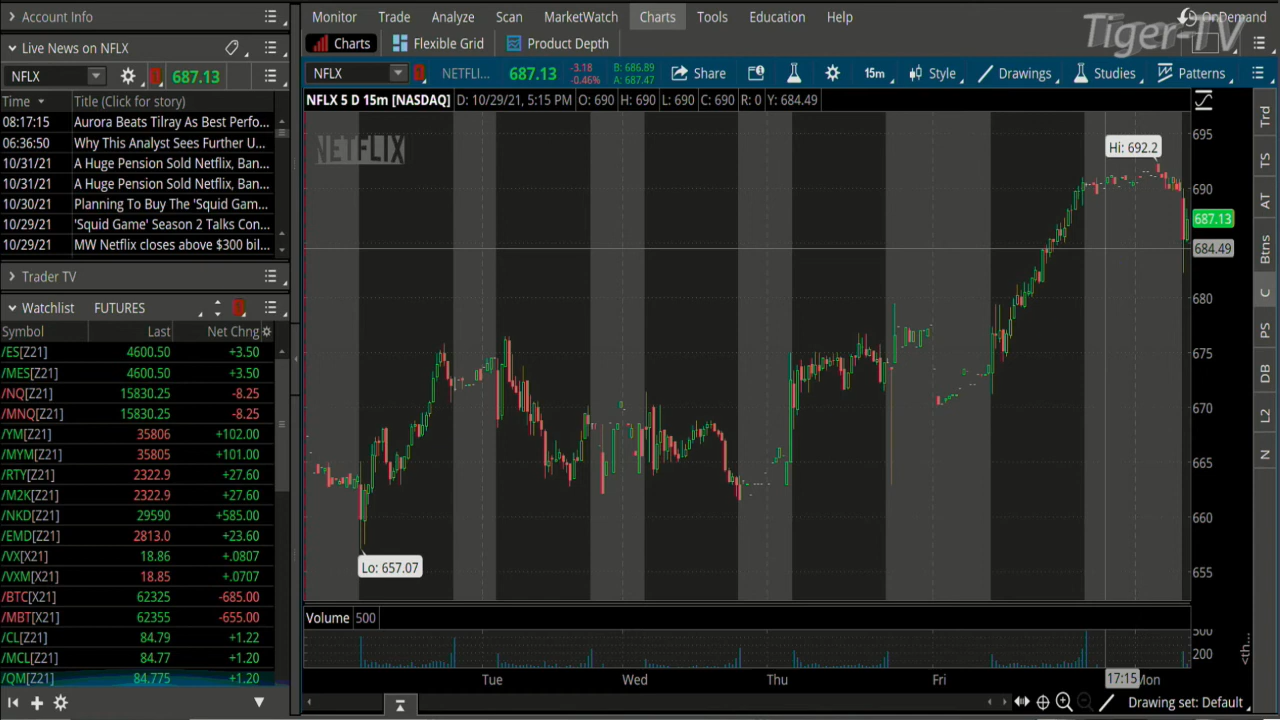 Account Info
Monitor Trade Analyze Scan MarketWatch Charts Tools Education Help
OnDemand
Tiger-TV
Live News on NFLX
Charts Flexible Grid Product Depth
NFLX 687.13
NFLX NETFLI... 687.13 -3.18 -0.46% B: 686.89 A: 687.47 Share 15m Style Drawings Studies Patterns
Time Title (Click for story)
08:17:15 Aurora Beats Tilray As Best Perfo...
06:36:50 Why This Analyst Sees Further U...
10/31/21 A Huge Pension Sold Netflix, Ban...
10/31/21 A Huge Pension Sold Netflix, Ban...
10/30/21 Planning To Buy The 'Squid Gam...
10/29/21 'Squid Game' Season 2 Talks Con...
10/29/21 MW Netflix closes above $300 bil...
Trader TV
Watchlist FUTURES
Symbol Last Net Chng
/ES[Z21] 4600.50 +3.50
/MES[Z21] 4600.50 +3.50
/NQ[Z21] 15830.25 -8.25
/MNQ[Z21] 15830.25 -8.25
/YM[Z21] 35806 +102.00
/MYM[Z21] 35805 +101.00
/RTY[Z21] 2322.9 +27.60
/M2K[Z21] 2322.9 +27.60
/NKD[Z21] 29590 +585.00
/EMD[Z21] 2813.0 +23.60
/VX[X21] 18.86 +.0807
/VXM[X21] 18.85 +.0707
/BTC[X21] 62325 -685.00
/MBT[X21] 62355 -655.00
/CL[Z21] 84.79 +1.22
/MCL[Z21] 84.77 +1.20
/QM[Z21] 84.775 +1.20
NFLX 5 D 15m [NASDAQ] D: 10/29/21, 5:15 PM O: 690 H: 690 L: 690 C: 690 R: 0 Y: 684.49
NETFLIX
Hi: 692.2
Lo: 657.07
695
690
687.13
684.49
680
675
670
665
660
655
Volume 500
500
200
Tue Wed Thu Fri 17:15 Mon
Drawing set: Default
Trd
TS
AT
Btns
C
PS
DB
L2
N
<th...